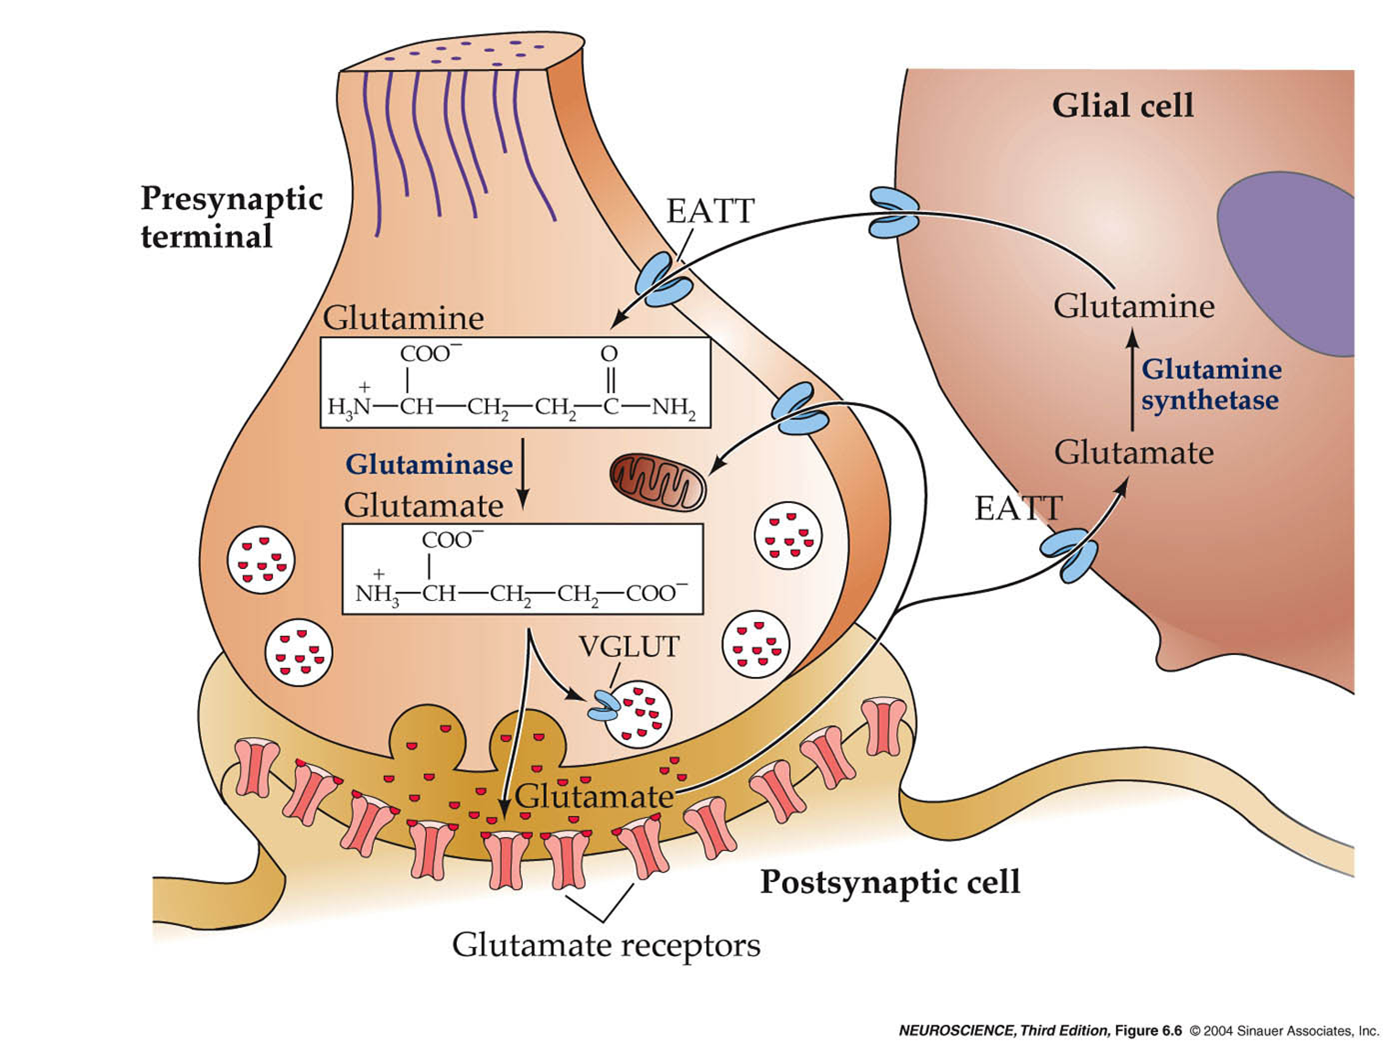 Glial cell
Presynaptic
terminal
EATT
Glutamine
COO⁻
O
H₃N⁺—CH—CH₂—CH₂—C—NH₂
Glutaminase
Glutamate
COO⁻
NH₃⁺—CH—CH₂—CH₂—COO⁻
VGLUT
Glutamate
Glutamine
Glutamine
synthetase
Glutamate
EATT
Postsynaptic cell
Glutamate receptors
NEUROSCIENCE, Third Edition, Figure 6.6 © 2004 Sinauer Associates, Inc.